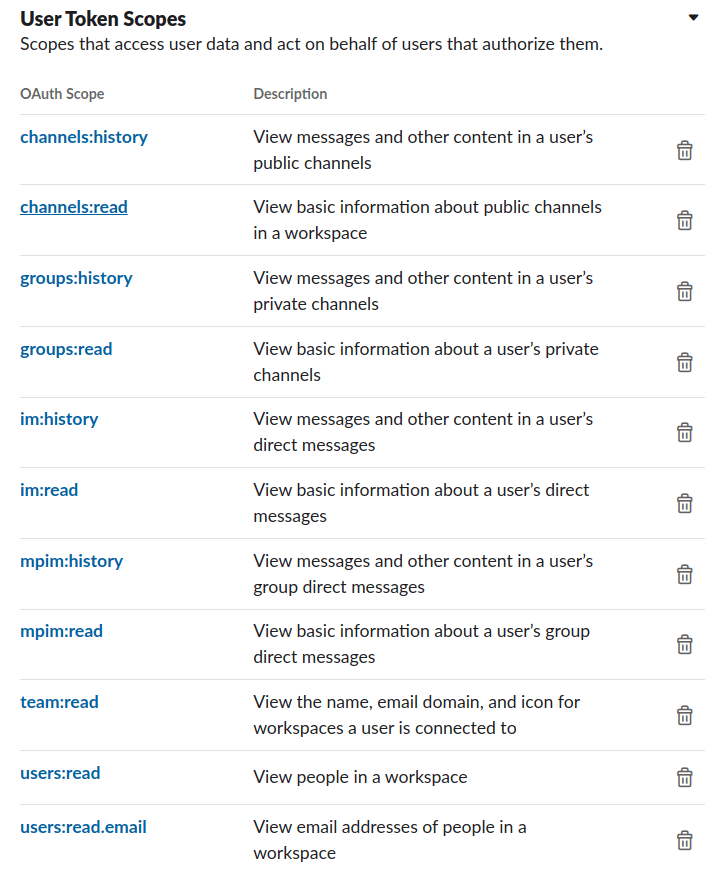 User Token Scopes
Scopes that access user data and act on behalf of users that authorize them.
OAuth Scope Description
channels:history View messages and other content in a user’s
public channels
channels:read View basic information about public channels
in a workspace
groups:history View messages and other content in a user’s
private channels
groups:read View basic information about a user’s private
channels
im:history View messages and other content in a user’s
direct messages
im:read View basic information about a user’s direct
messages
mpim:history View messages and other content in a user’s
group direct messages
mpim:read View basic information about a user’s group
direct messages
team:read View the name, email domain, and icon for
workspaces a user is connected to
users:read View people in a workspace
users:read.email View email addresses of people in a
workspace